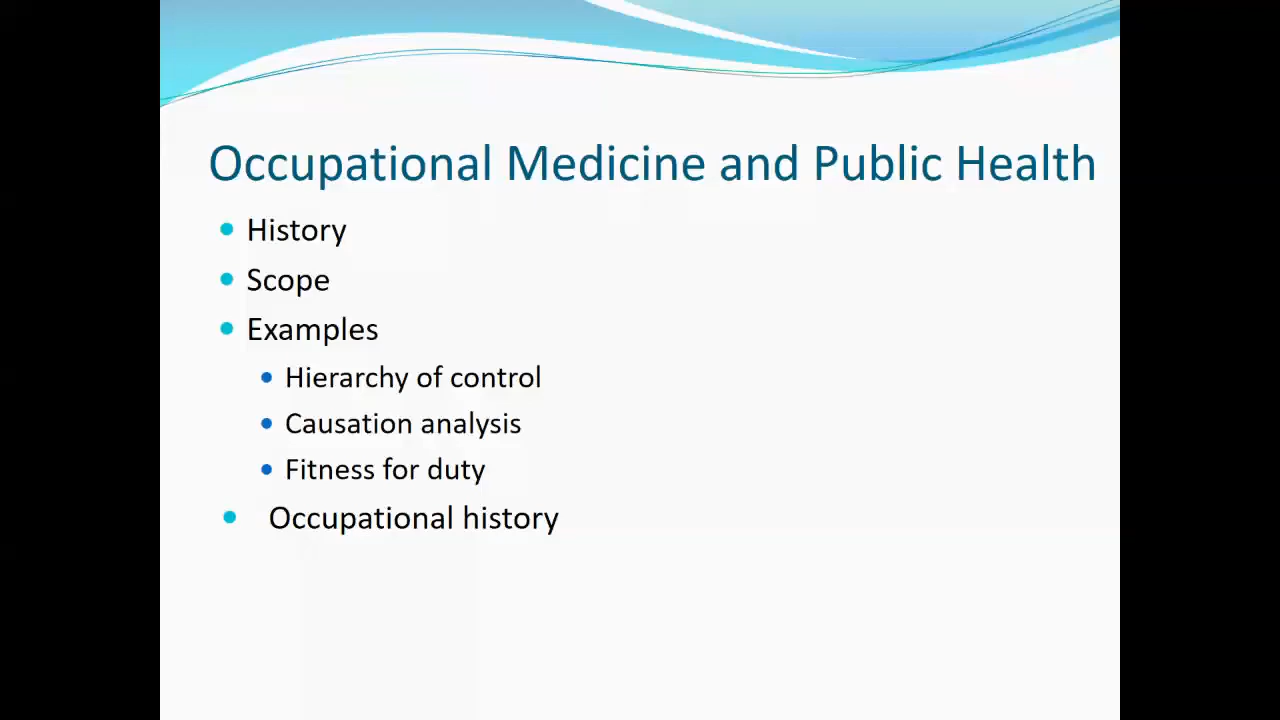 Occupational Medicine and Public Health
History
Scope
Examples
Hierarchy of control
Causation analysis
Fitness for duty
Occupational history